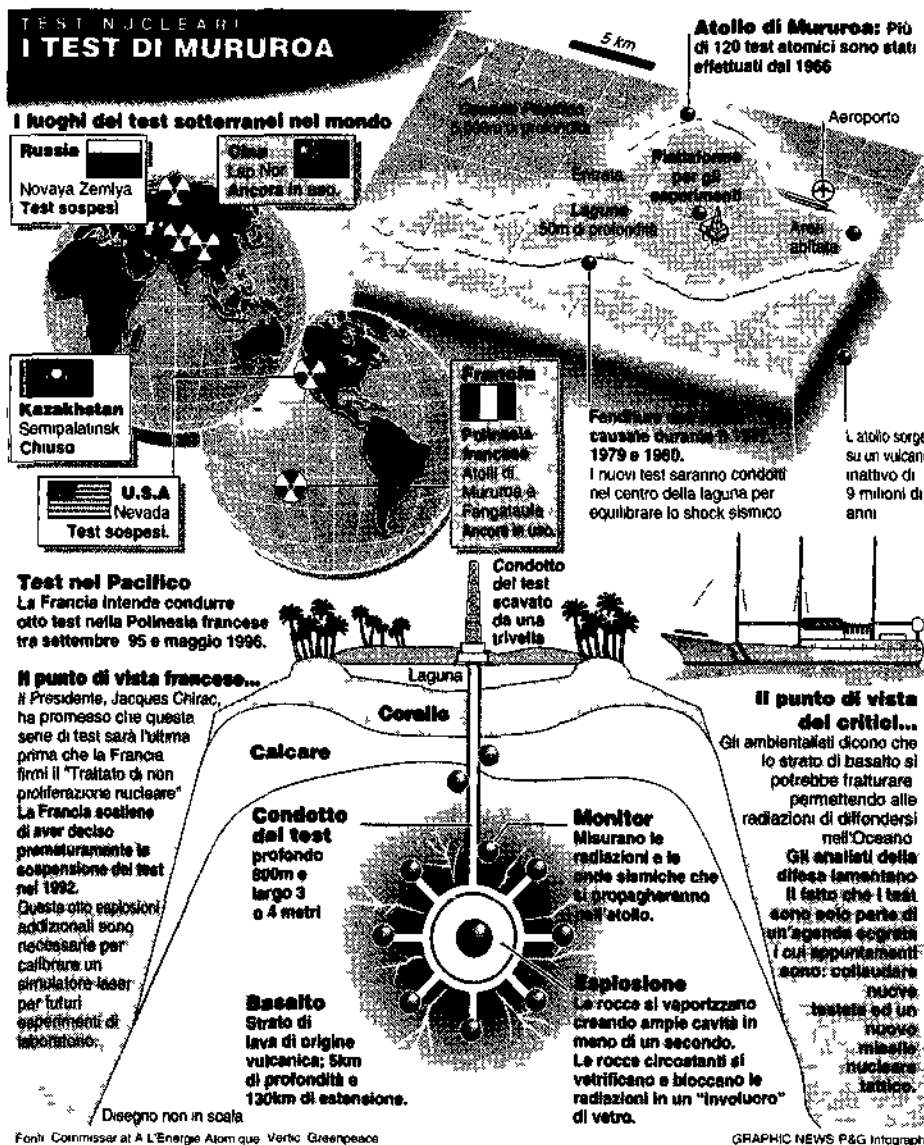 TEST NUCLEARI
I TEST DI MURUROA
5 km
Atollo di Mururoa: Più
di 120 test atomici sono stati
effettuati dal 1966
I luoghi dei test sotterranei nel mondo
Russia
Novaya Zemlya
Test sospesi
Cina
Lop Nor
Ancora in uso.
di profondità
Entrata
Piattaforme
per gli
esperimenti
Aeroporto
Laguna
50m di profondità
Area
abitata
Kazakhstan
Semipalatinsk
Chiuso
U.S.A
Nevada
Test sospesi.
Francia
Polinesia
francese
Atolli di
Mururoa e
Fangataufa
Ancora in uso.
Fenditure
causate durante il
1979 e 1980.
I nuovi test saranno condotti
nel centro della laguna per
equilibrare lo shock sismico
L atollo sorge
su un vulcano
inattivo di
9 milioni di
anni
Test nel Pacifico
La Francia intende condurre
otto test nella Polinesia francese
tra settembre 95 e maggio 1996.
Condotto
del test
scavato
da una
trivella
Il punto di vista francese...
Il Presidente, Jacques Chirac,
ha promesso che questa
serie di test sarà l'ultima
prima che la Francia
firmi il "Trattato di non
proliferazione nucleare"
La Francia sostiene
di aver deciso
prematuramente la
sospensione dei test
nel 1992.
Queste otto esplosioni
addizionali sono
necessarie per
calibrare un
simulatore laser
per futuri
esperimenti di
laboratorio.
Laguna
Corallo
Calcare
Condotto
del test
profondo
800m e
largo 3
o 4 metri
Basalto
Strato di
lava di origine
vulcanica; 5km
di profondità e
130km di estensione.
Monitor
Misurano le
radiazioni e le
onde sismiche che
si propagheranno
nell'atollo.
Esplosione
Le rocce si vaporizzano
creando ampie cavità in
meno di un secondo.
Le rocce circostanti si
vetrificano e bloccano le
radiazioni in un "involucro"
di vetro.
Il punto di vista
dei critici...
Gli ambientalisti dicono che
lo strato di basalto si
potrebbe fratturare
permettendo alle
radiazioni di diffondersi
nell'Oceano
Gli analisti della
difesa lamentano
il fatto che i test
sono solo parte di
un'agenda segreta
i cui appuntamenti
sono: collaudare
nuove
testate ed un
nuovo
missile
nucleare
tattico.
Disegno non in scala
Fonti Commissariat A L'Energie Atomique Vertic Greenpeace
GRAPHIC NEWS P&G Infograph